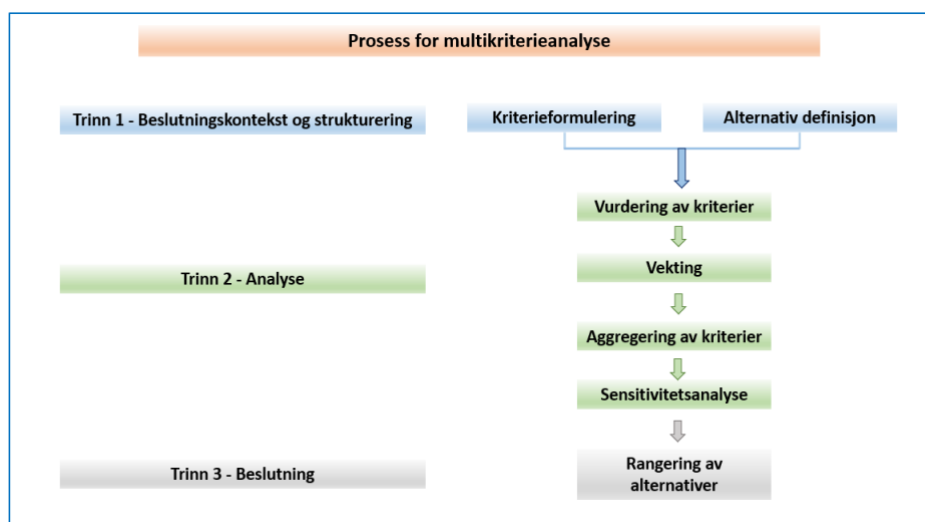 Prosess for multikriterieanalyse
Trinn 1 - Beslutningskontekst og strukturering
Kriterieformulering
Alternativ definisjon
Vurdering av kriterier
Trinn 2 - Analyse
Vekting
Aggregering av kriterier
Sensitivitetsanalyse
Trinn 3 - Beslutning
Rangering av
alternativer